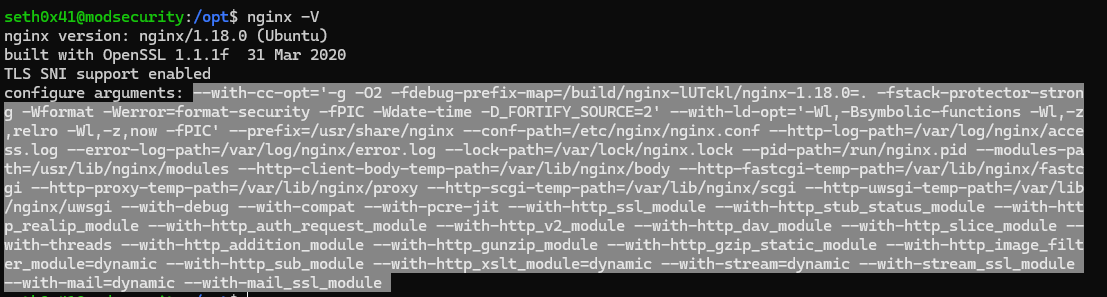 seth0x41@modsecurity:/opt$ nginx -V
nginx version: nginx/1.18.0 (Ubuntu)
built with OpenSSL 1.1.1f  31 Mar 2020
TLS SNI support enabled
configure arguments: --with-cc-opt='-g -O2 -fdebug-prefix-map=/build/nginx-lUTckl/nginx-1.18.0=. -fstack-protector-stron
g -Wformat -Werror=format-security -fPIC -Wdate-time -D_FORTIFY_SOURCE=2' --with-ld-opt='-Wl,-Bsymbolic-functions -Wl,-z
,relro -Wl,-z,now -fPIC' --prefix=/usr/share/nginx --conf-path=/etc/nginx/nginx.conf --http-log-path=/var/log/nginx/acce
ss.log --error-log-path=/var/log/nginx/error.log --lock-path=/var/lock/nginx.lock --pid-path=/run/nginx.pid --modules-pa
th=/usr/lib/nginx/modules --http-client-body-temp-path=/var/lib/nginx/body --http-fastcgi-temp-path=/var/lib/nginx/fastc
gi --http-proxy-temp-path=/var/lib/nginx/proxy --http-scgi-temp-path=/var/lib/nginx/scgi --http-uwsgi-temp-path=/var/lib
/nginx/uwsgi --with-debug --with-compat --with-pcre-jit --with-http_ssl_module --with-http_stub_status_module --with-htt
p_realip_module --with-http_auth_request_module --with-http_v2_module --with-http_dav_module --with-http_slice_module --
with-threads --with-http_addition_module --with-http_gunzip_module --with-http_gzip_static_module --with-http_image_filt
er_module=dynamic --with-http_sub_module --with-http_xslt_module=dynamic --with-stream=dynamic --with-stream_ssl_module
--with-mail=dynamic --with-mail_ssl_module
seth0x41@modsecurity:/opt$